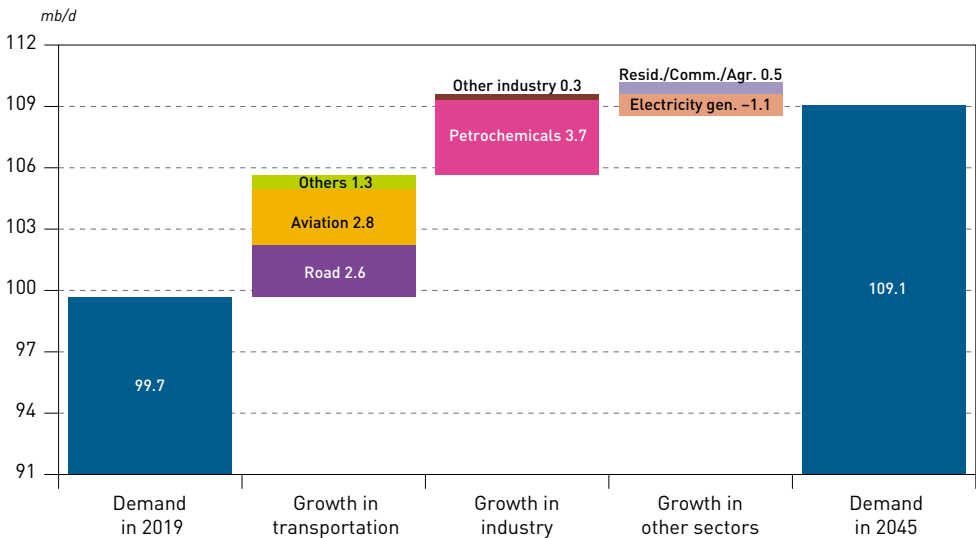 mb/d
112
109
106
103
100
97
94
91
99.7
Others 1.3
Aviation 2.8
Road 2.6
Other industry 0.3
Petrochemicals 3.7
Resid./Comm./Agr. 0.5
Electricity gen. –1.1
109.1
Demand
in 2019
Growth in
transportation
Growth in
industry
Growth in
other sectors
Demand
in 2045